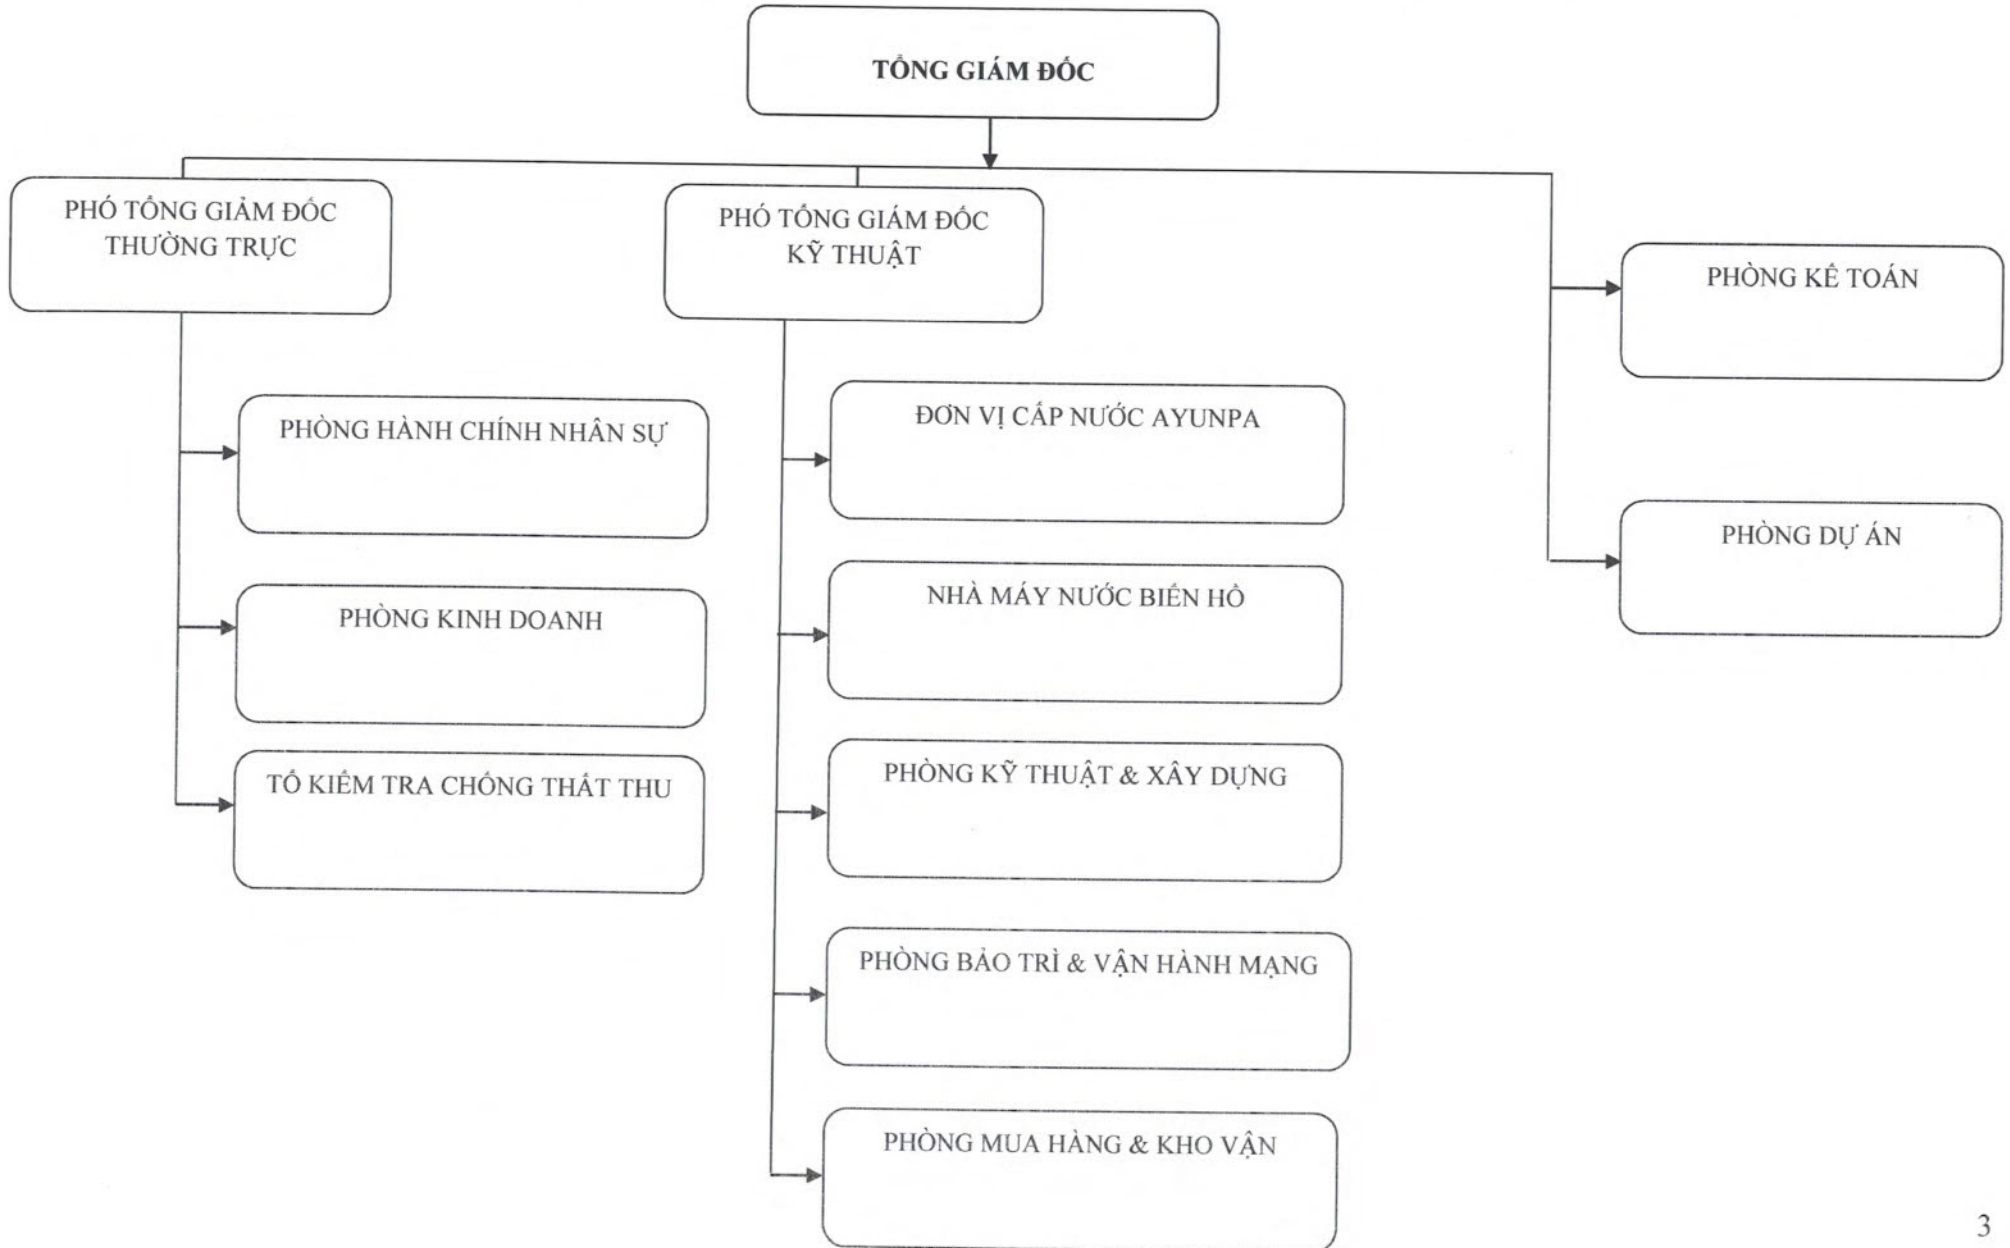 TỔNG GIÁM ĐỐC
PHÓ TỔNG GIÁM ĐỐC
THƯỜNG TRỰC
PHÓ TỔNG GIÁM ĐỐC
KỸ THUẬT
PHÒNG KẾ TOÁN
PHÒNG HÀNH CHÍNH NHÂN SỰ
ĐƠN VỊ CẤP NƯỚC AYUNPA
PHÒNG DỰ ÁN
PHÒNG KINH DOANH
NHÀ MÁY NƯỚC BIỂN HỒ
TỔ KIỂM TRA CHỐNG THẤT THU
PHÒNG KỸ THUẬT & XÂY DỰNG
PHÒNG BẢO TRÌ & VẬN HÀNH MẠNG
PHÒNG MUA HÀNG & KHO VẬN
3